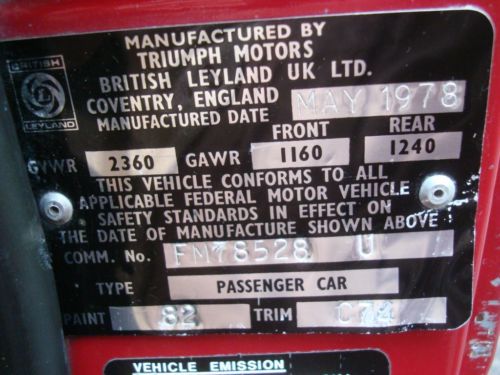 MANUFACTURED BY
TRIUMPH MOTORS
BRITISH LEYLAND UK LTD.
COVENTRY, ENGLAND
MANUFACTURED DATE MAY 1978
BRITISH
LEYLAND
FRONT REAR
GVWR 2360 GAWR 1160 1240
THIS VEHICLE CONFORMS TO ALL
APPLICABLE FEDERAL MOTOR VEHICLE
SAFETY STANDARDS IN EFFECT ON
THE DATE OF MANUFACTURE SHOWN ABOVE
COMM. No. FM78528 U
TYPE PASSENGER CAR
PAINT 82 TRIM C74
VEHICLE EMISSION